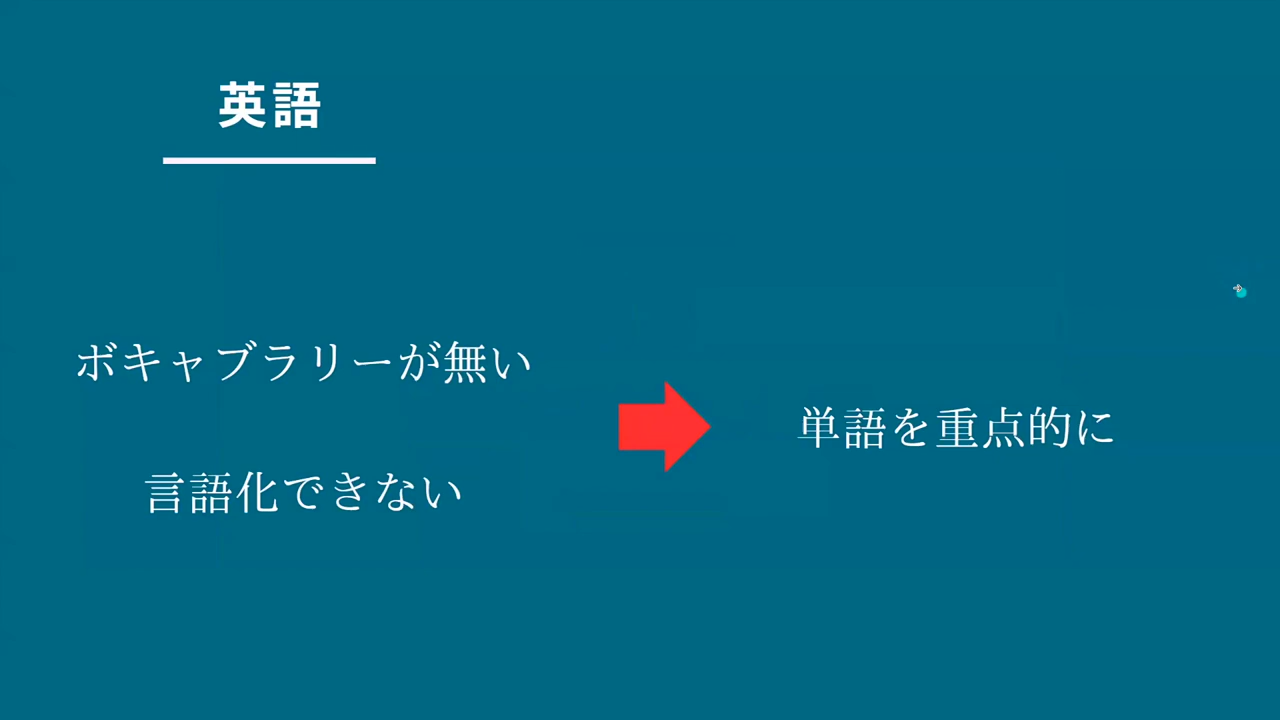 英語
ボキャブラリーが無い
言語化できない
単語を重点的に